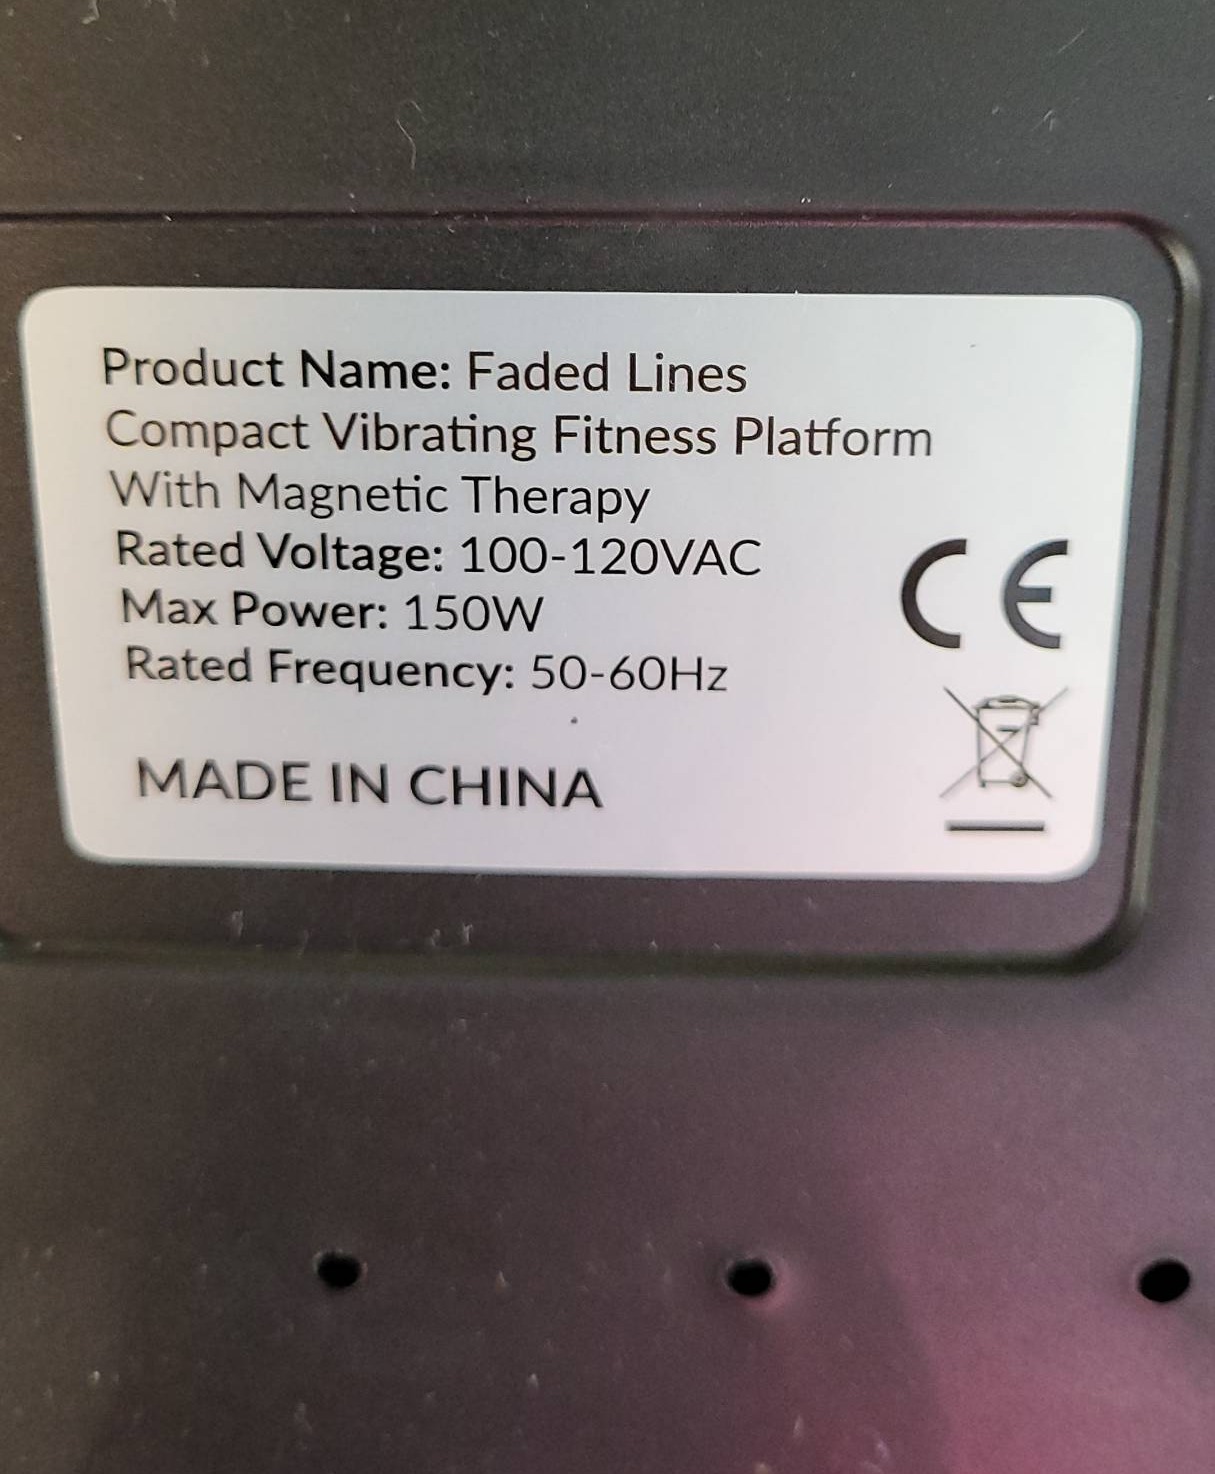 Product Name: Faded Lines
Compact Vibrating Fitness Platform
With Magnetic Therapy
Rated Voltage: 100-120VAC
Max Power: 150W
Rated Frequency: 50-60Hz
MADE IN CHINA
CE